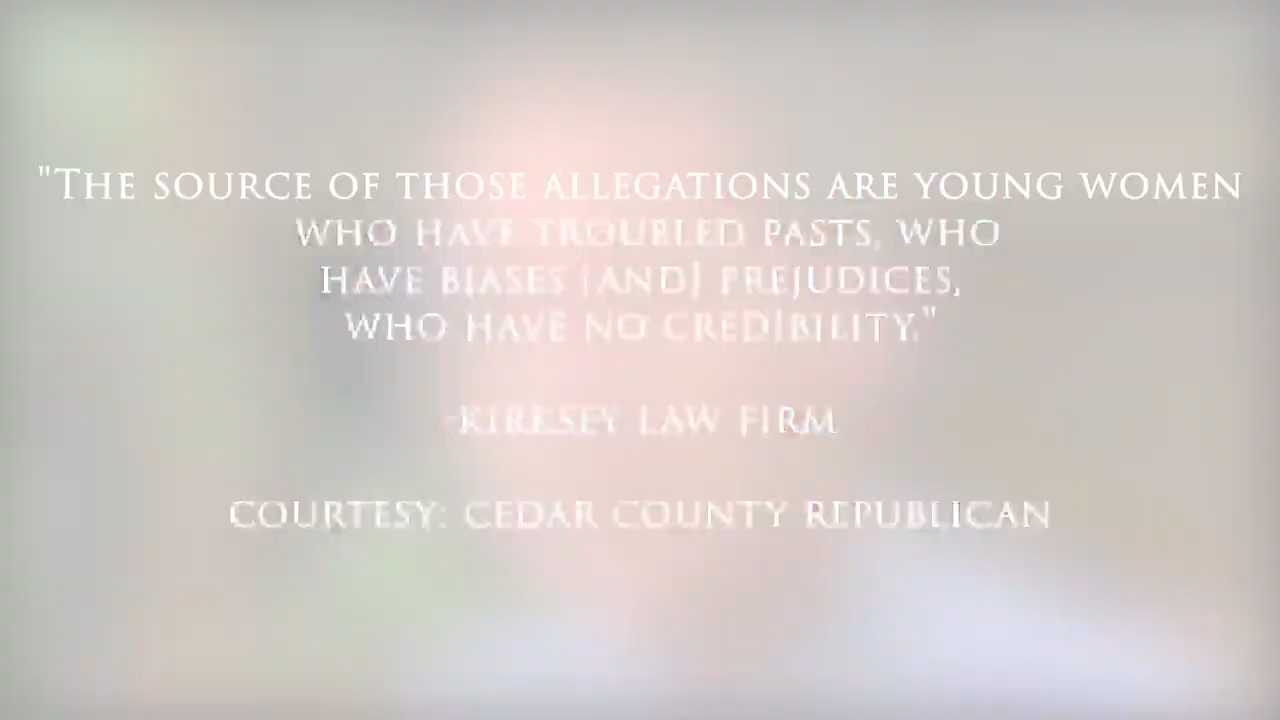 "THE SOURCE OF THOSE ALLEGATIONS ARE YOUNG WOMEN
WHO HAVE TROUBLED PASTS, WHO
HAVE BIASES [AND] PREJUDICES,
WHO HAVE NO CREDIBILITY."
-KIRKSEY LAW FIRM
COURTESY: CEDAR COUNTY REPUBLICAN